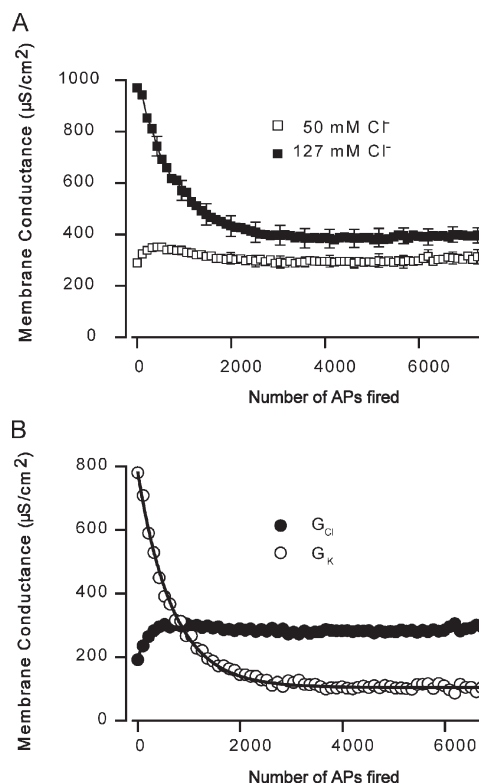 A
Membrane Conductance (µS/cm2)
1000
800
600
400
200
0
50 mM Cl⁻
127 mM Cl⁻
0 2000 4000 6000
Number of APs fired
B
Membrane Conductance (µS/cm2)
800
600
400
200
0
G_Cl
G_K
0 2000 4000 6000
Number of APs fired